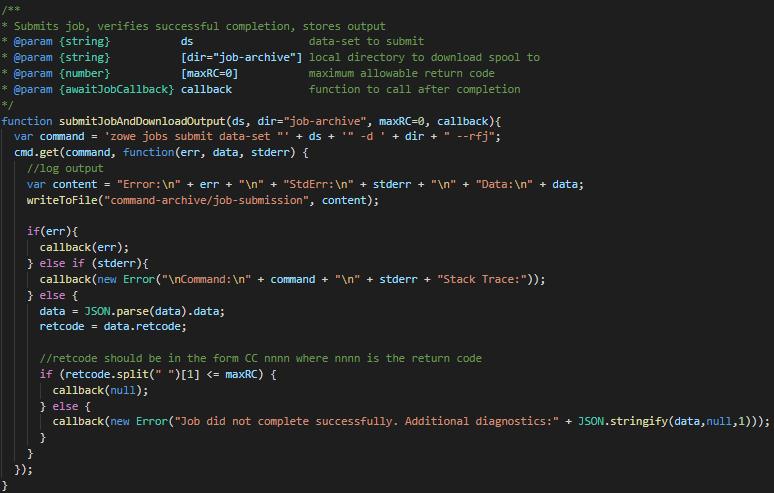 /**
* Submits job, verifies successful completion, stores output
* @param {string}           ds                  data-set to submit
* @param {string}           [dir="job-archive"] local directory to download spool to
* @param {number}           [maxRC=0]           maximum allowable return code
* @param {awaitJobCallback} callback            function to call after completion
*/
function submitJobAndDownloadOutput(ds, dir="job-archive", maxRC=0, callback){
  var command = 'zowe jobs submit data-set "' + ds + '" -d ' + dir + " --rfj";
  cmd.get(command, function(err, data, stderr) {
    //log output
    var content = "Error:\n" + err + "\n" + "StdErr:\n" + stderr + "\n" + "Data:\n" + data;
    writeToFile("command-archive/job-submission", content);

    if(err){
      callback(err);
    } else if (stderr){
      callback(new Error("\nCommand:\n" + command + "\n" + stderr + "Stack Trace:"));
    } else {
      data = JSON.parse(data).data;
      retcode = data.retcode;

      //retcode should be in the form CC nnnn where nnnn is the return code
      if (retcode.split(" ")[1] <= maxRC) {
        callback(null);
      } else {
        callback(new Error("Job did not complete successfully. Additional diagnostics:" + JSON.stringify(data,null,1)));
      }
    }
  });
}